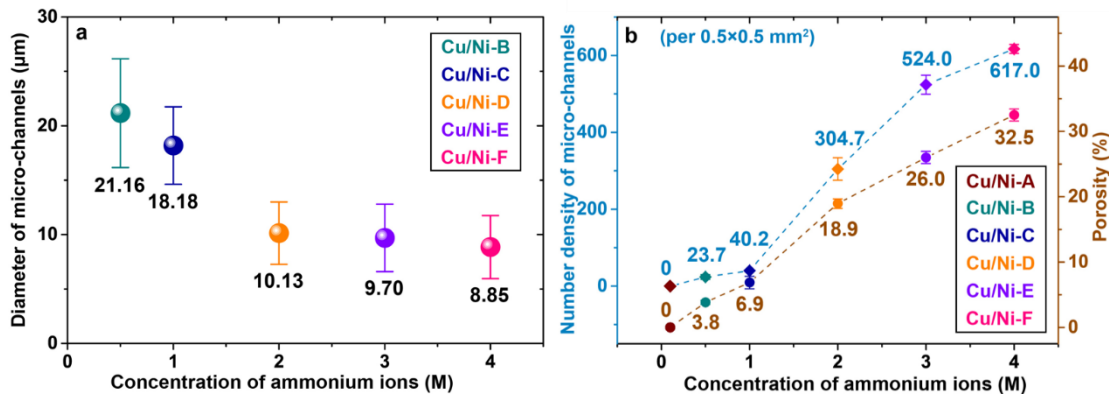 a
Diameter of micro-channels (μm)
30
20
10
0
21.16
18.18
10.13
9.70
8.85
Cu/Ni-B
Cu/Ni-C
Cu/Ni-D
Cu/Ni-E
Cu/Ni-F
0
1
2
3
4
Concentration of ammonium ions (M)
b
(per 0.5×0.5 mm²)
Number density of micro-channels
600
400
200
0
0
23.7
40.2
304.7
524.0
617.0
0
3.8
6.9
18.9
26.0
32.5
Cu/Ni-A
Cu/Ni-B
Cu/Ni-C
Cu/Ni-D
Cu/Ni-E
Cu/Ni-F
40
30
20
10
0
Porosity (%)
0
1
2
3
4
Concentration of ammonium ions (M)